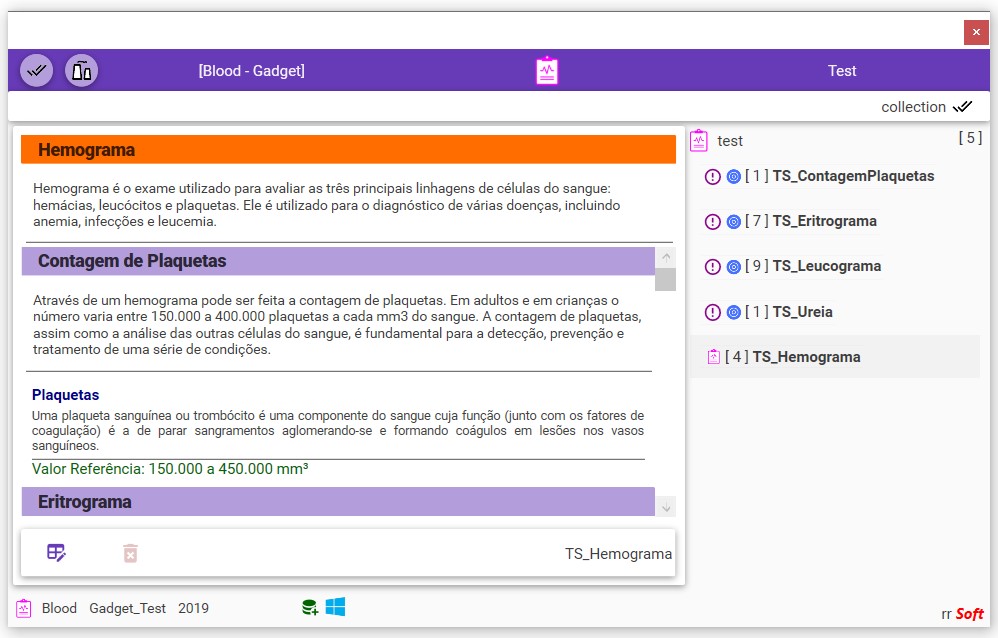 [Blood - Gadget]
Test
collection
Hemograma
Hemograma é o exame utilizado para avaliar as três principais linhagens de células do sangue:
hemácias, leucócitos e plaquetas. Ele é utilizado para o diagnóstico de várias doenças, incluindo
anemia, infecções e leucemia.
Contagem de Plaquetas
Através de um hemograma pode ser feita a contagem de plaquetas. Em adultos e em crianças o
número varia entre 150.000 a 400.000 plaquetas a cada mm3 do sangue. A contagem de plaquetas,
assim como a análise das outras células do sangue, é fundamental para a detecção, prevenção e
tratamento de uma série de condições.
Plaquetas
Uma plaqueta sanguínea ou trombócito é uma componente do sangue cuja função (junto com os fatores de
coagulação) é a de parar sangramentos aglomerando-se e formando coágulos em lesões nos vasos
sanguíneos.
Valor Referência: 150.000 a 450.000 mm³
Eritrograma
TS_Hemograma
test [ 5 ]
[ 1 ] TS_ContagemPlaquetas
[ 7 ] TS_Eritrograma
[ 9 ] TS_Leucograma
[ 1 ] TS_Ureia
[ 4 ] TS_Hemograma
Blood Gadget_Test 2019
rr Soft